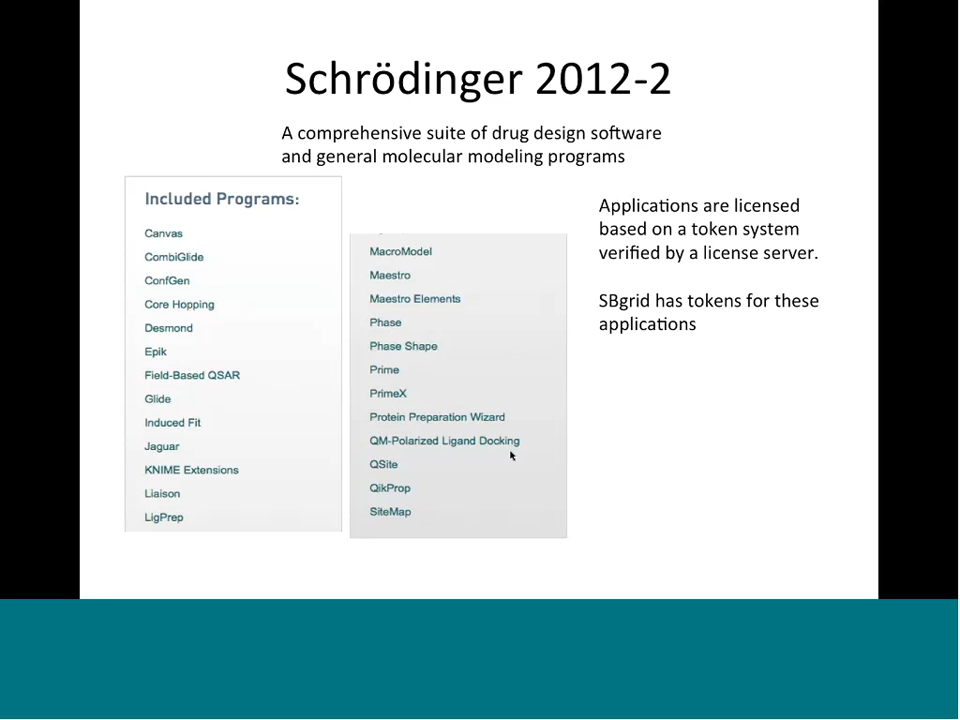 Schrödinger 2012-2
A comprehensive suite of drug design software
and general molecular modeling programs
Included Programs:
Canvas
CombiGlide
ConfGen
Core Hopping
Desmond
Epik
Field-Based QSAR
Glide
Induced Fit
Jaguar
KNIME Extensions
Liaison
LigPrep
MacroModel
Maestro
Maestro Elements
Phase
Phase Shape
Prime
PrimeX
Protein Preparation Wizard
QM-Polarized Ligand Docking
QSite
QikProp
SiteMap
Applications are licensed
based on a token system
verified by a license server.
SBgrid has tokens for these
applications